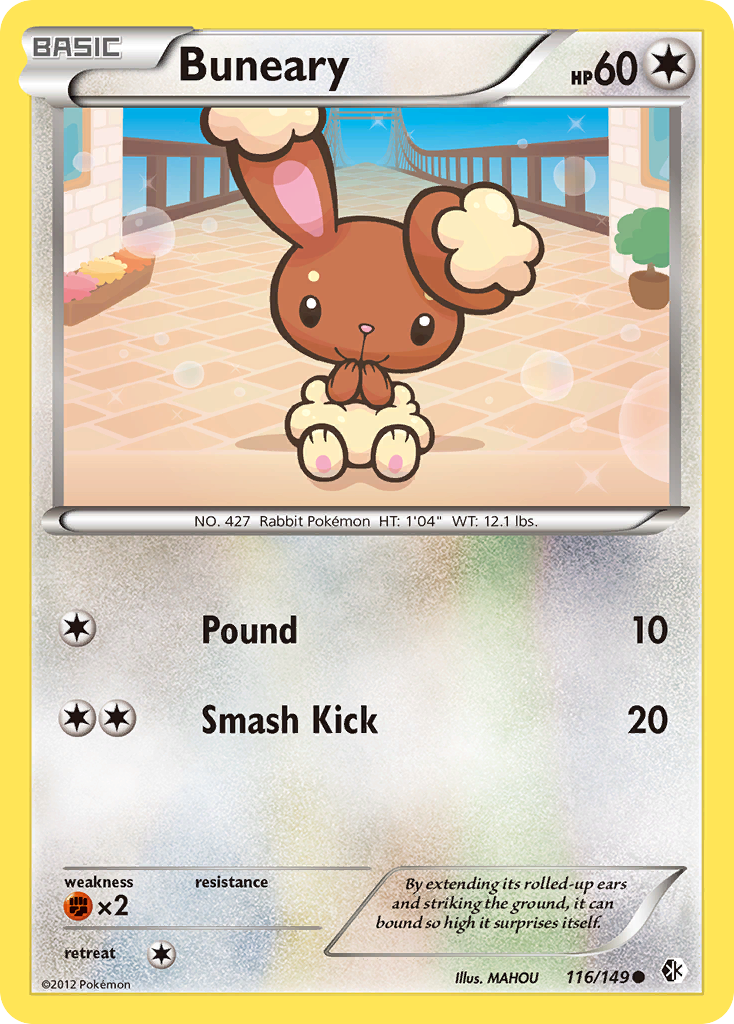 BASIC
Buneary
HP60
NO. 427 Rabbit Pokémon HT: 1'04" WT: 12.1 lbs.
Pound 10
Smash Kick 20
weakness resistance
×2
retreat
By extending its rolled-up ears
and striking the ground, it can
bound so high it surprises itself.
©2012 Pokémon
Illus. MAHOU 116/149